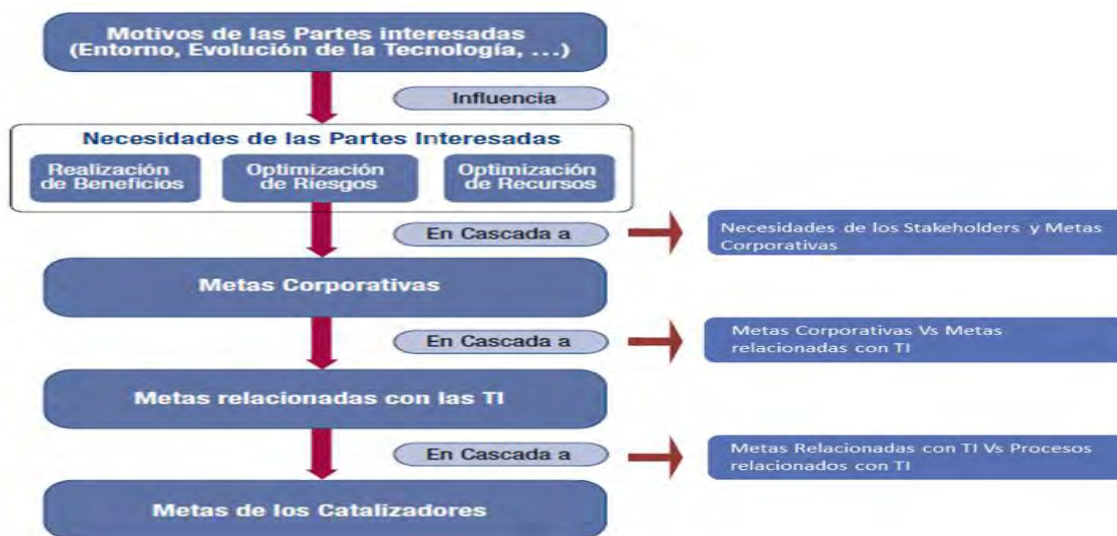 Motivos de las Partes interesadas
(Entorno, Evolución de la Tecnología, ...)
Influencia
Necesidades de las Partes Interesadas
Realización
de Beneficios
Optimización
de Riesgos
Optimización
de Recursos
En Cascada a
Necesidades de los Stakeholders y Metas
Corporativas
Metas Corporativas
En Cascada a
Metas Corporativas Vs Metas
relacionadas con TI
Metas relacionadas con las TI
En Cascada a
Metas Relacionadas con TI Vs Procesos
relacionados con TI
Metas de los Catalizadores